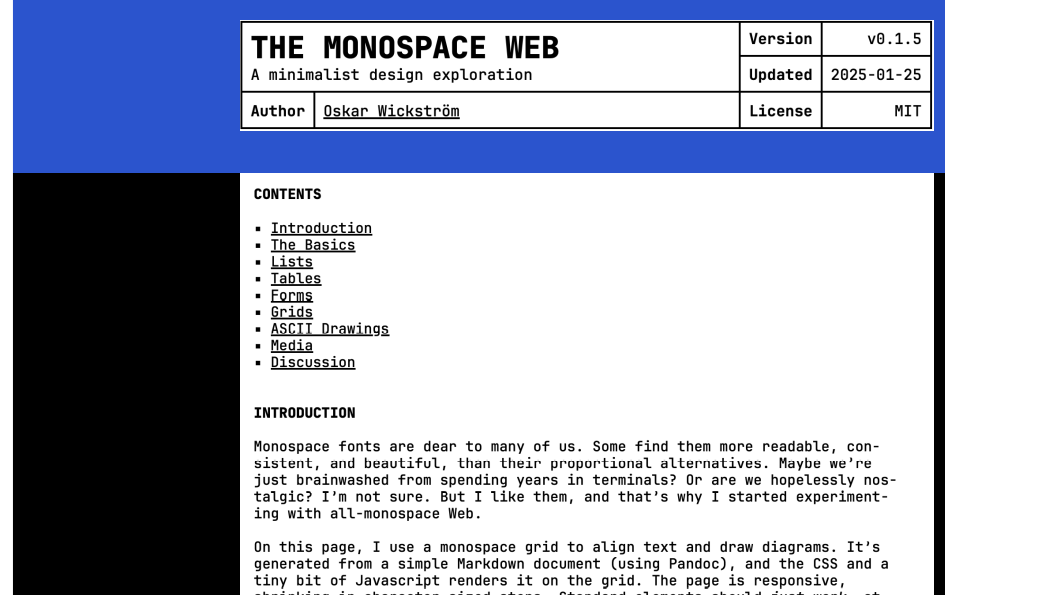 THE MONOSPACE WEB
A minimalist design exploration
Version v0.1.5
Updated 2025-01-25
Author Oskar Wickström
License MIT
CONTENTS
▪ Introduction
▪ The Basics
▪ Lists
▪ Tables
▪ Forms
▪ Grids
▪ ASCII Drawings
▪ Media
▪ Discussion
INTRODUCTION
Monospace fonts are dear to many of us. Some find them more readable, con-
sistent, and beautiful, than their proportional alternatives. Maybe we’re
just brainwashed from spending years in terminals? Or are we hopelessly nos-
talgic? I’m not sure. But I like them, and that’s why I started experiment-
ing with all-monospace Web.
On this page, I use a monospace grid to align text and draw diagrams. It’s
generated from a simple Markdown document (using Pandoc), and the CSS and a
tiny bit of Javascript renders it on the grid. The page is responsive,